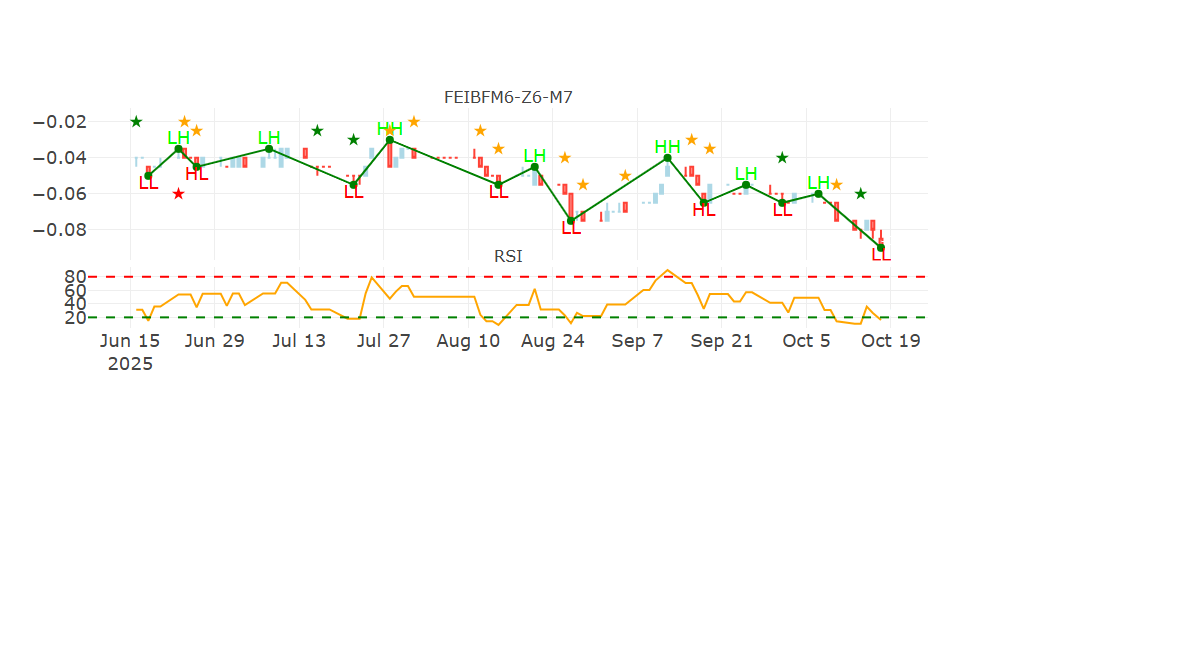 FEIBFM6-Z6-M7
−0.02
−0.04
−0.06
−0.08
LL
LH
HL
LH
LL
HH
LL
LH
LL
HH
HL
LH
LL
LH
LL
RSI
80
60
40
20
Jun 15
2025
Jun 29
Jul 13
Jul 27
Aug 10
Aug 24
Sep 7
Sep 21
Oct 5
Oct 19